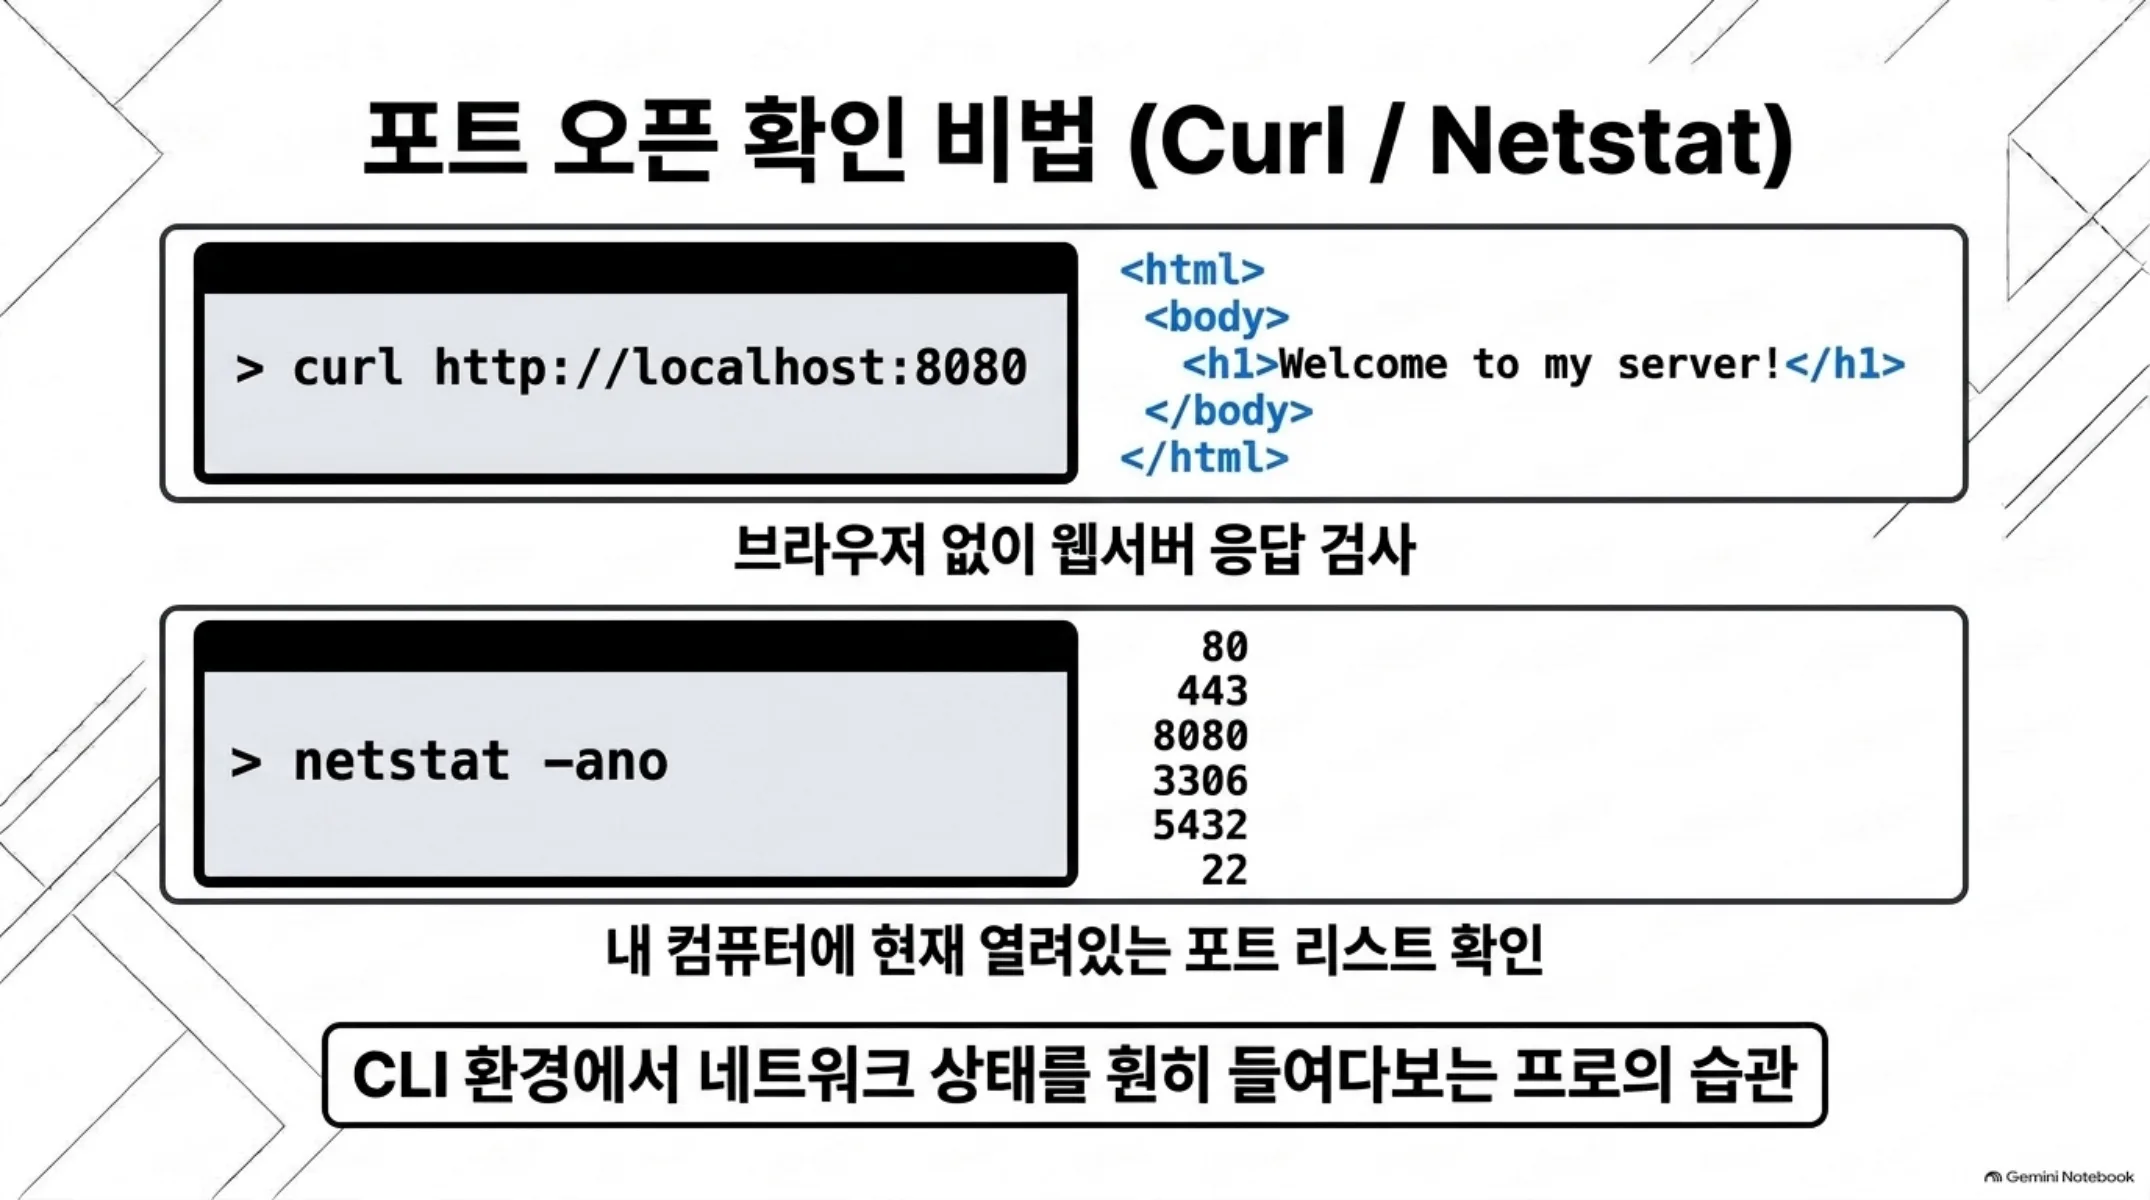 포트 오픈 확인 비법 (Curl / Netstat)
> curl http://localhost:8080
<html>
<body>
<h1>Welcome to my server!</h1>
</body>
</html>
브라우저 없이 웹서버 응답 검사
> netstat –ano
80
443
8080
3306
5432
22
내 컴퓨터에 현재 열려있는 포트 리스트 확인
CLI 환경에서 네트워크 상태를 훤히 들여다보는 프로의 습관
Gemini Notebook